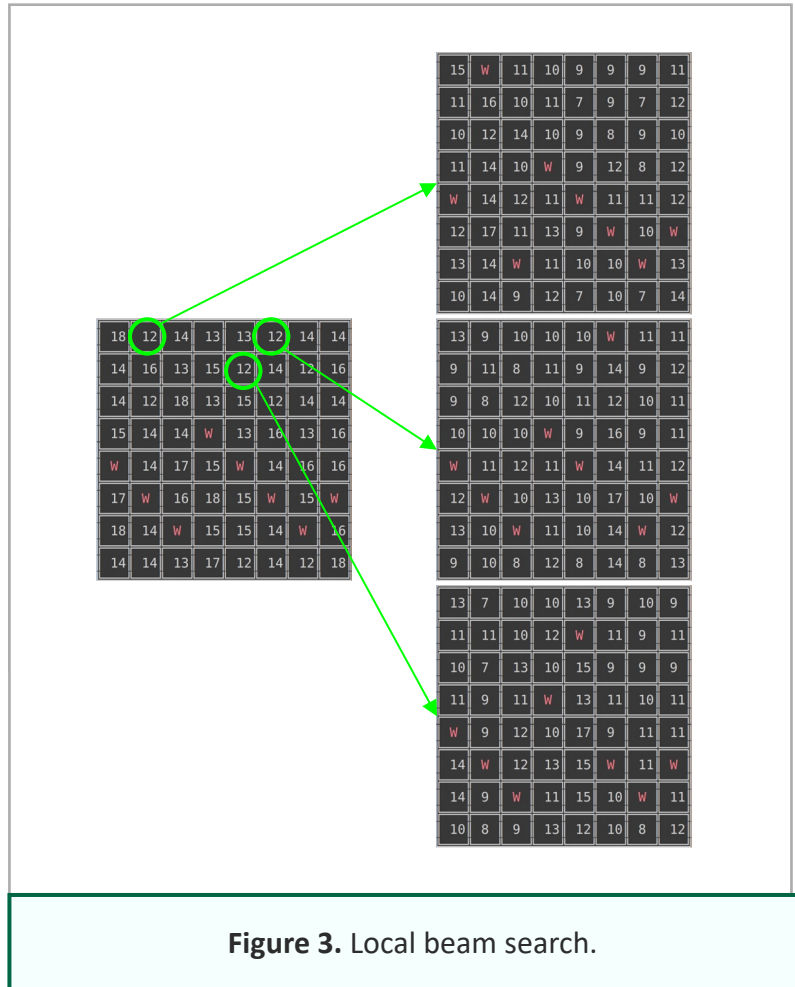 15 W 11 10 9 9 9 11
11 16 10 11 7 9 7 12
10 12 14 10 9 8 9 10
11 14 10 W 9 12 8 12
W 14 12 11 W 11 11 12
12 17 11 13 9 W 10 W
13 14 W 11 10 10 W 13
10 14 9 12 7 10 7 14
18 12 14 13 13 12 14 14
14 16 13 15 12 14 12 16
14 12 18 13 15 12 14 14
15 14 14 W 13 16 13 16
W 14 17 15 W 14 16 16
17 W 16 18 15 W 15 W
18 14 W 15 15 14 W 16
14 14 13 17 12 14 12 18
13 9 10 10 10 W 11 11
9 11 8 11 9 14 9 12
9 8 12 10 11 12 10 11
10 10 10 W 9 16 9 11
W 11 12 11 W 14 11 12
12 W 10 13 10 17 10 W
13 10 W 11 10 14 W 12
9 10 8 12 8 14 8 13
13 7 10 10 13 9 10 9
11 11 10 12 W 11 9 11
10 7 13 10 15 9 9 9
11 9 11 W 13 11 10 11
W 9 12 10 17 9 11 11
14 W 12 13 15 W 11 W
14 9 W 11 15 10 W 11
10 8 9 13 12 10 8 12
Figure 3. Local beam search.